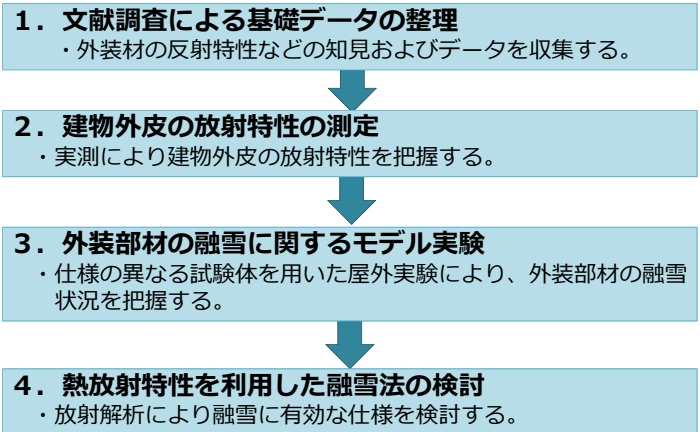 １．文献調査による基礎データの整理
・外装材の反射特性などの知見およびデータを収集する。
２．建物外皮の放射特性の測定
・実測により建物外皮の放射特性を把握する。
３．外装部材の融雪に関するモデル実験
・仕様の異なる試験体を用いた屋外実験により、外装部材の融雪
状況を把握する。
４．熱放射特性を利用した融雪法の検討
・放射解析により融雪に有効な仕様を検討する。